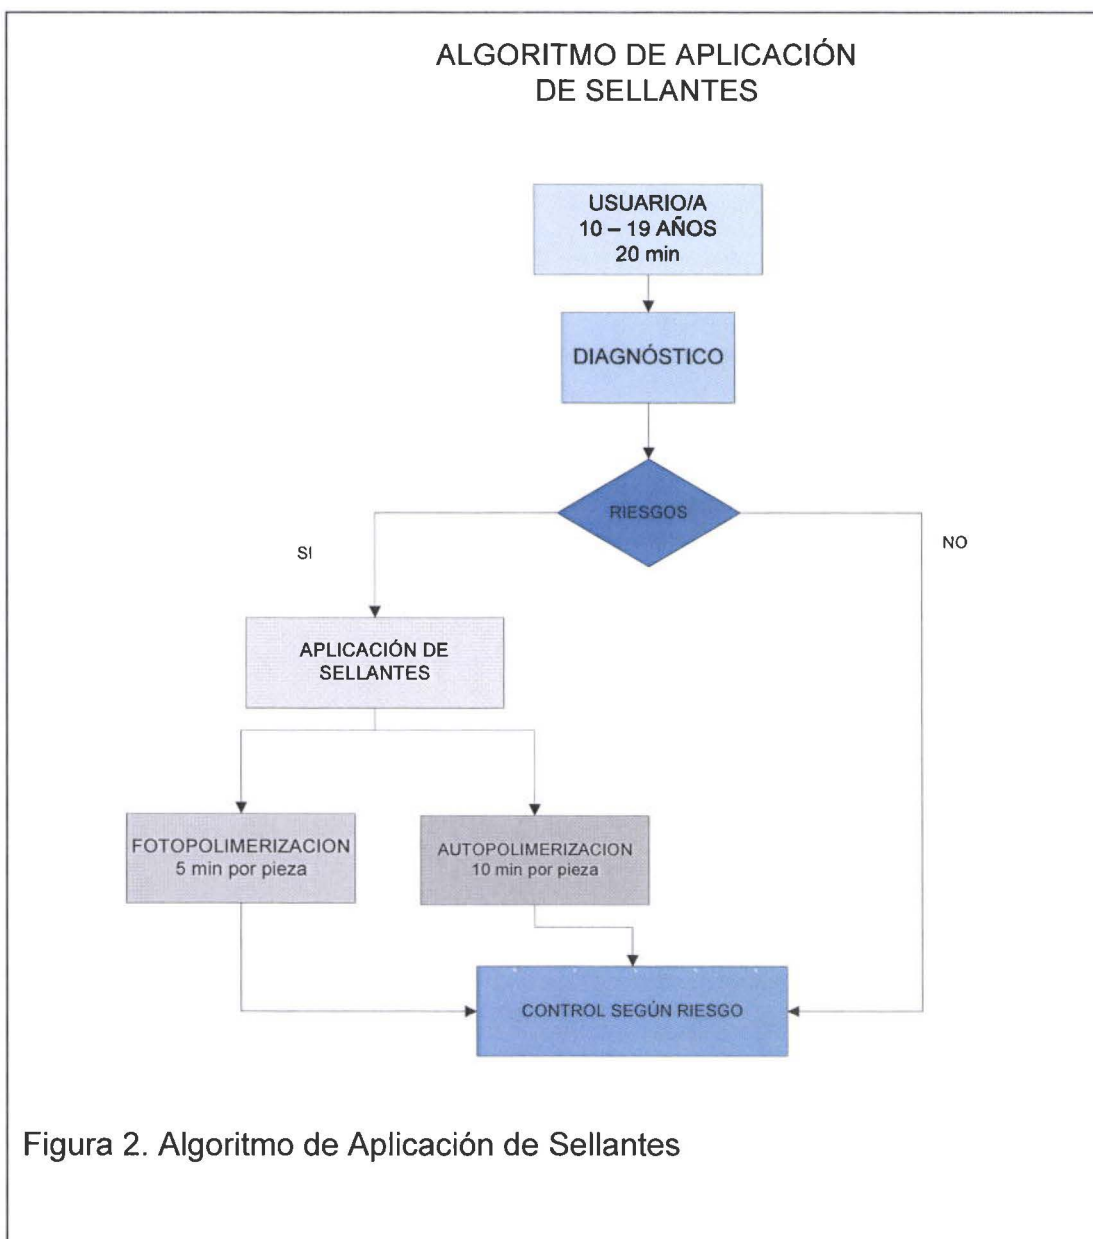 ALGORITMO DE APLICACIÓN
DE SELLANTES
USUARIO/A
10 – 19 AÑOS
20 min
DIAGNÓSTICO
RIESGOS
SI
NO
APLICACIÓN DE
SELLANTES
FOTOPOLIMERIZACION
5 min por pieza
AUTOPOLIMERIZACION
10 min por pieza
CONTROL SEGÚN RIESGO
Figura 2. Algoritmo de Aplicación de Sellantes